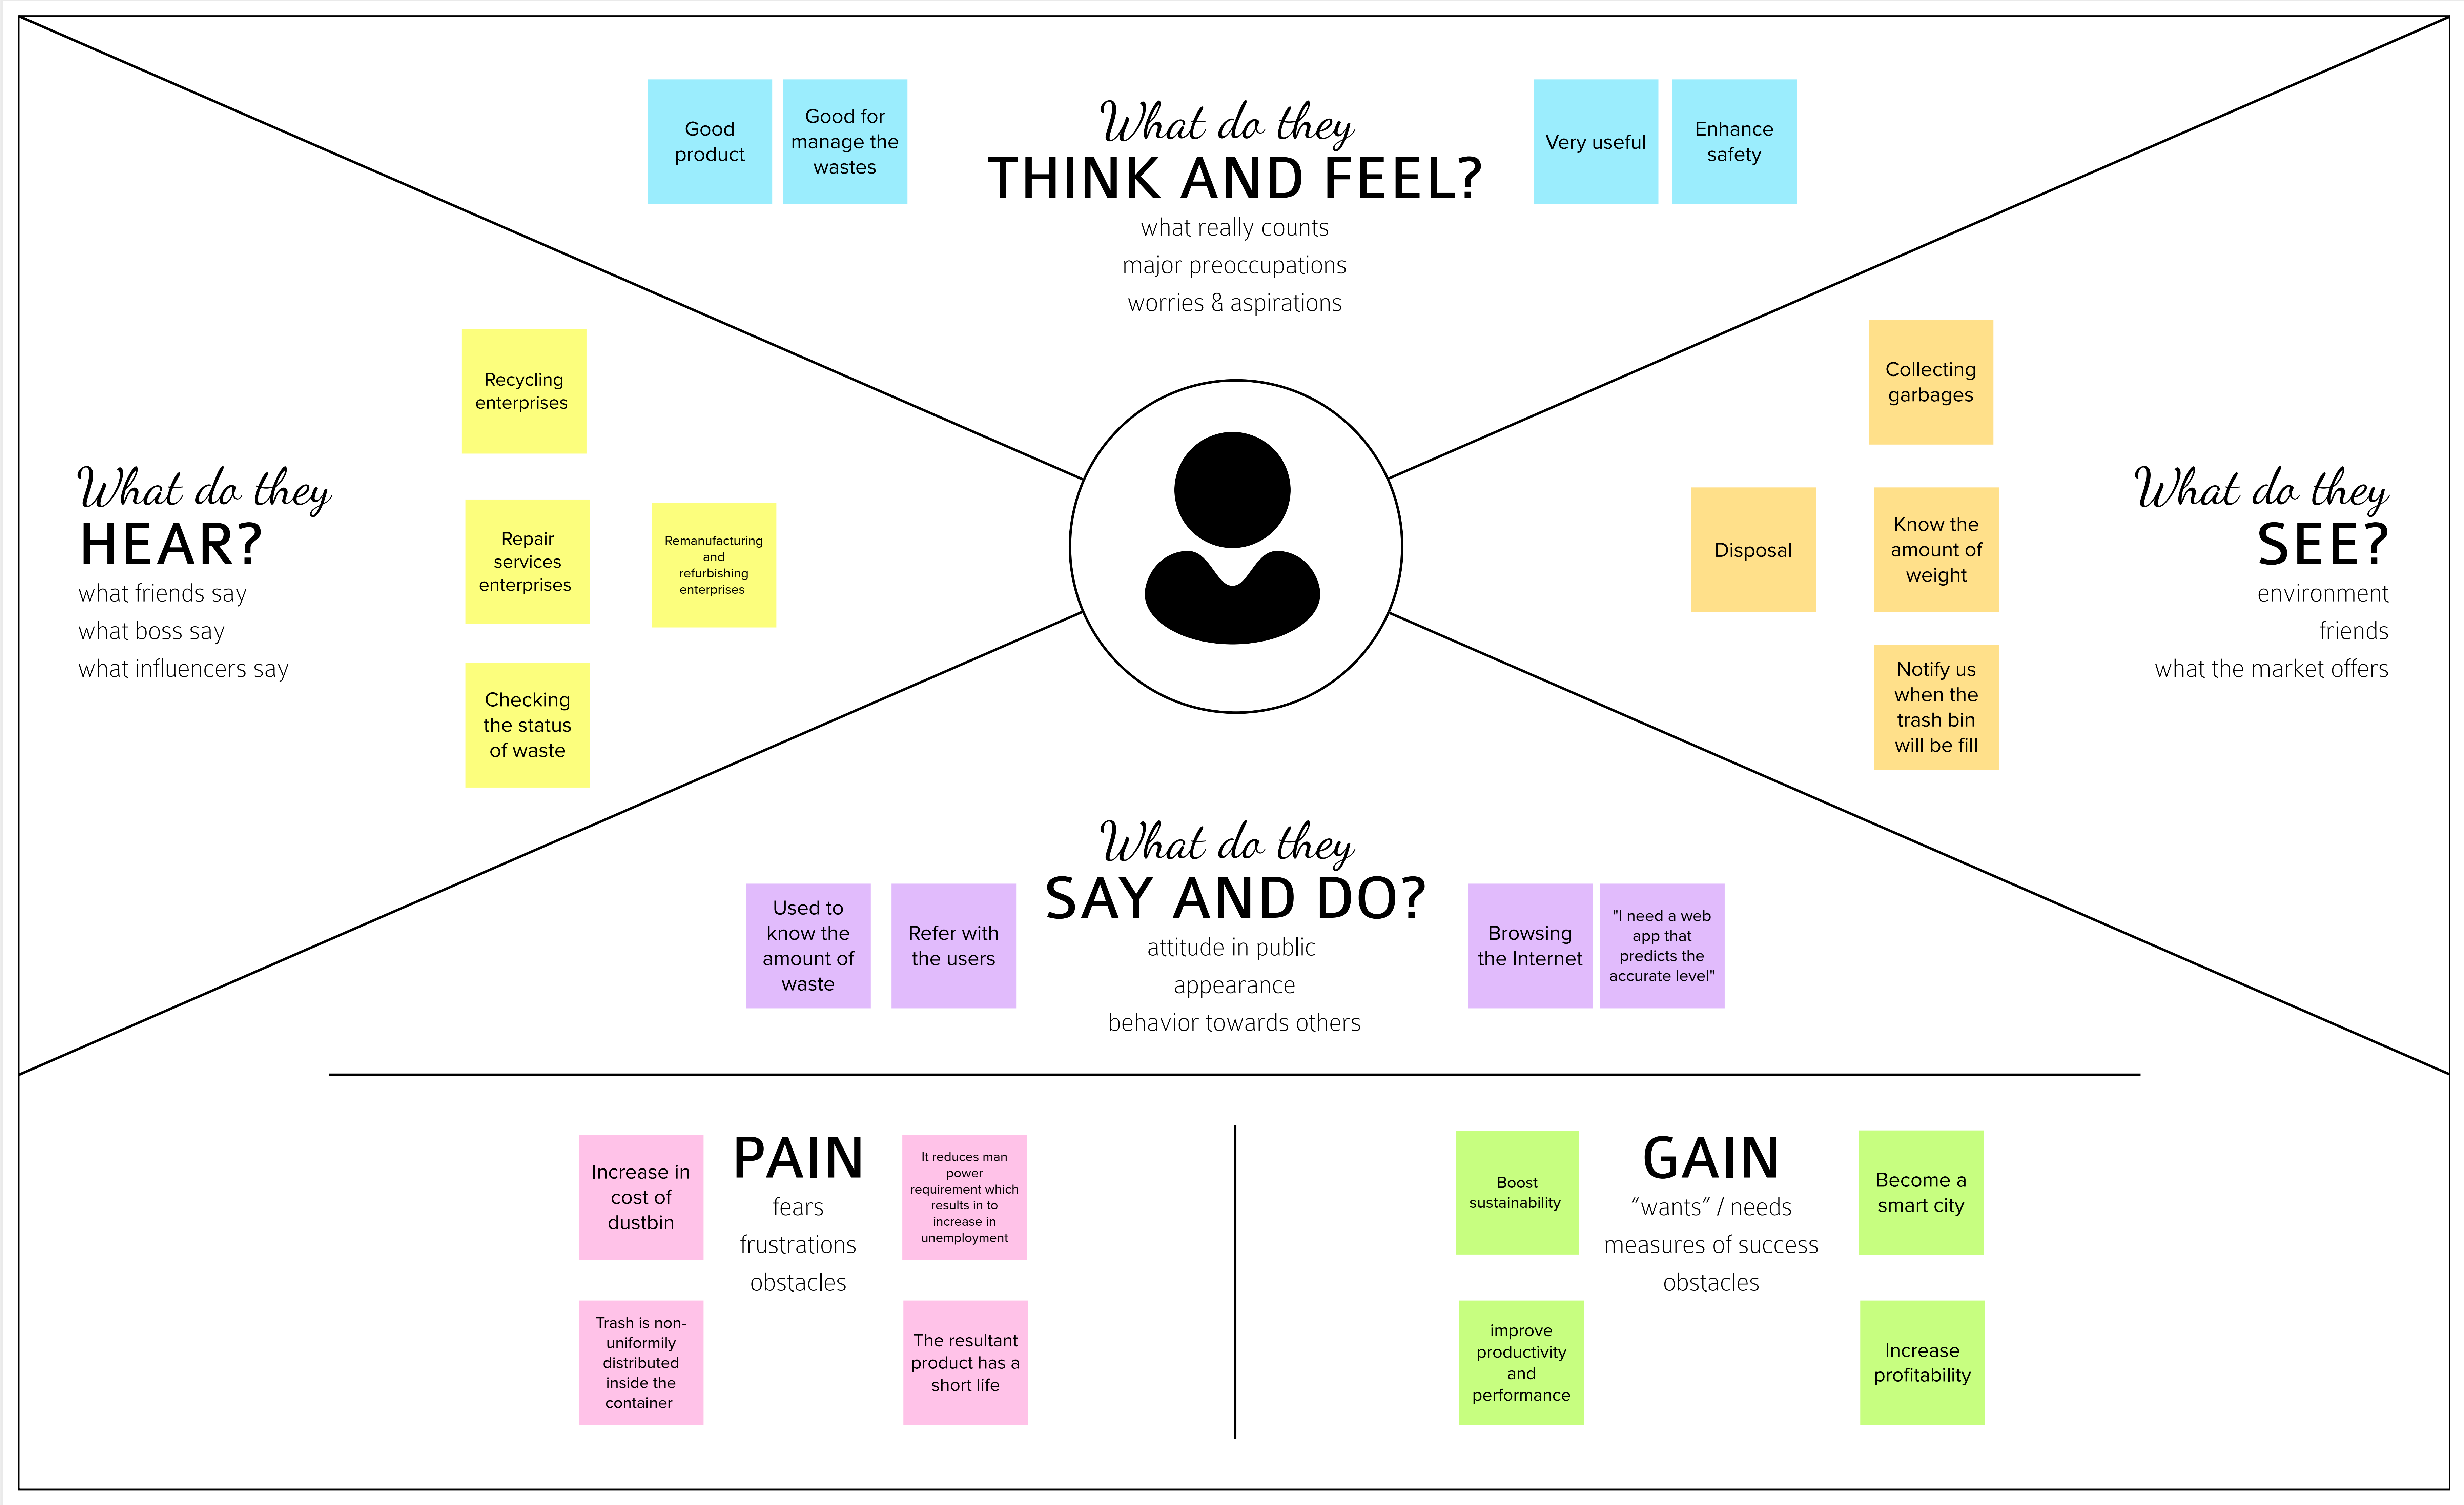 Good
product
Good for
manage the
wastes
What do they
THINK AND FEEL?
what really counts
major preoccupations
worries & aspirations
Very useful
Enhance
safety
What do they
HEAR?
what friends say
what boss say
what influencers say
Recycling
enterprises
Repair
services
enterprises
Remanufacturing
and
refurbishing
enterprises
Checking
the status
of waste
Collecting
garbages
Disposal
Know the
amount of
weight
Notify us
when the
trash bin
will be fill
What do they
SEE?
environment
friends
what the market offers
What do they
SAY AND DO?
attitude in public
appearance
behavior towards others
Used to
know the
amount of
waste
Refer with
the users
Browsing
the Internet
"I need a web
app that
predicts the
accurate level"
PAIN
fears
frustrations
obstacles
Increase in
cost of
dustbin
It reduces man
power
requirement which
results in to
increase in
unemployment
Trash is non-
uniformily
distributed
inside the
container
The resultant
product has a
short life
GAIN
“wants” / needs
measures of success
obstacles
Boost
sustainability
Become a
smart city
improve
productivity
and
performance
Increase
profitability